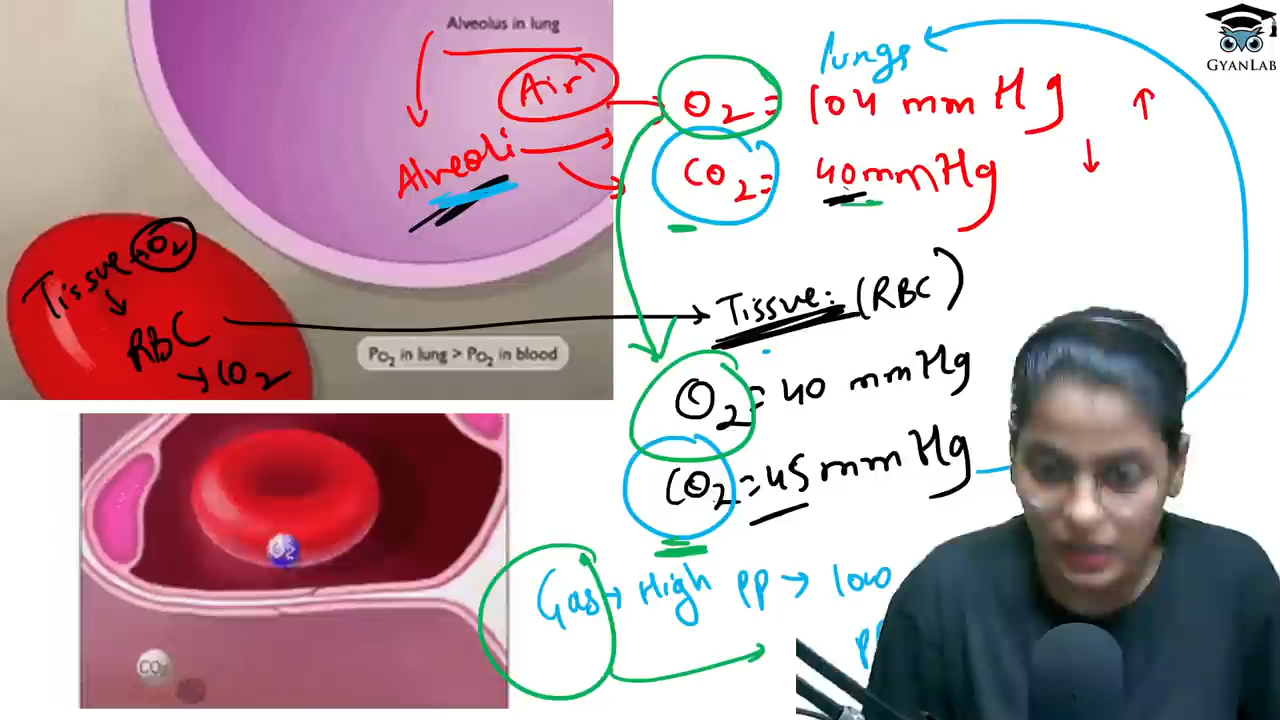 Alveolus in lung
lungs
GYANLAB
Air
O2 = 104 mm Hg ↑
Alveoli
CO2 = 40mmHg ↓
Tissue → O2
↓
RBC
→ CO2
Tissue: (RBC)
PO2 in lung > PO2 in blood
O2 = 40 mmHg
CO2 = 45 mmHg
O2
Gas → High PP → low
CO2